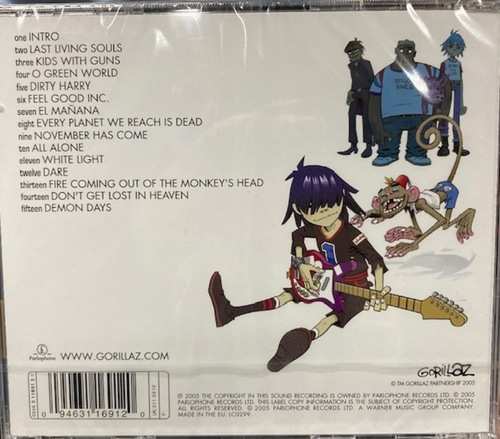 one INTRO
two LAST LIVING SOULS
three KIDS WITH GUNS
four O GREEN WORLD
five DIRTY HARRY
six FEEL GOOD INC.
seven EL MAÑANA
eight EVERY PLANET WE REACH IS DEAD
nine NOVEMBER HAS COME
ten ALL ALONE
eleven WHITE LIGHT
twelve DARE
thirteen FIRE COMING OUT OF THE MONKEY'S HEAD
fourteen DON'T GET LOST IN HEAVEN
fifteen DEMON DAYS
1
Parlophone
WWW.GORILLAZ.COM
GORILLAZ
© TM GORILLAZ PARTNERSHIP 2005
0 94631 16912 0
℗ 2005 THE COPYRIGHT IN THIS SOUND RECORDING IS OWNED BY PARLOPHONE RECORDS LTD. © 2005
PARLOPHONE RECORDS LTD. THIS LABEL COPY INFORMATION IS THE SUBJECT OF COPYRIGHT PROTECTION.
ALL RIGHTS RESERVED. © 2005 PARLOPHONE RECORDS LTD. A WARNER MUSIC GROUP COMPANY.
MADE IN THE EU. LC0299